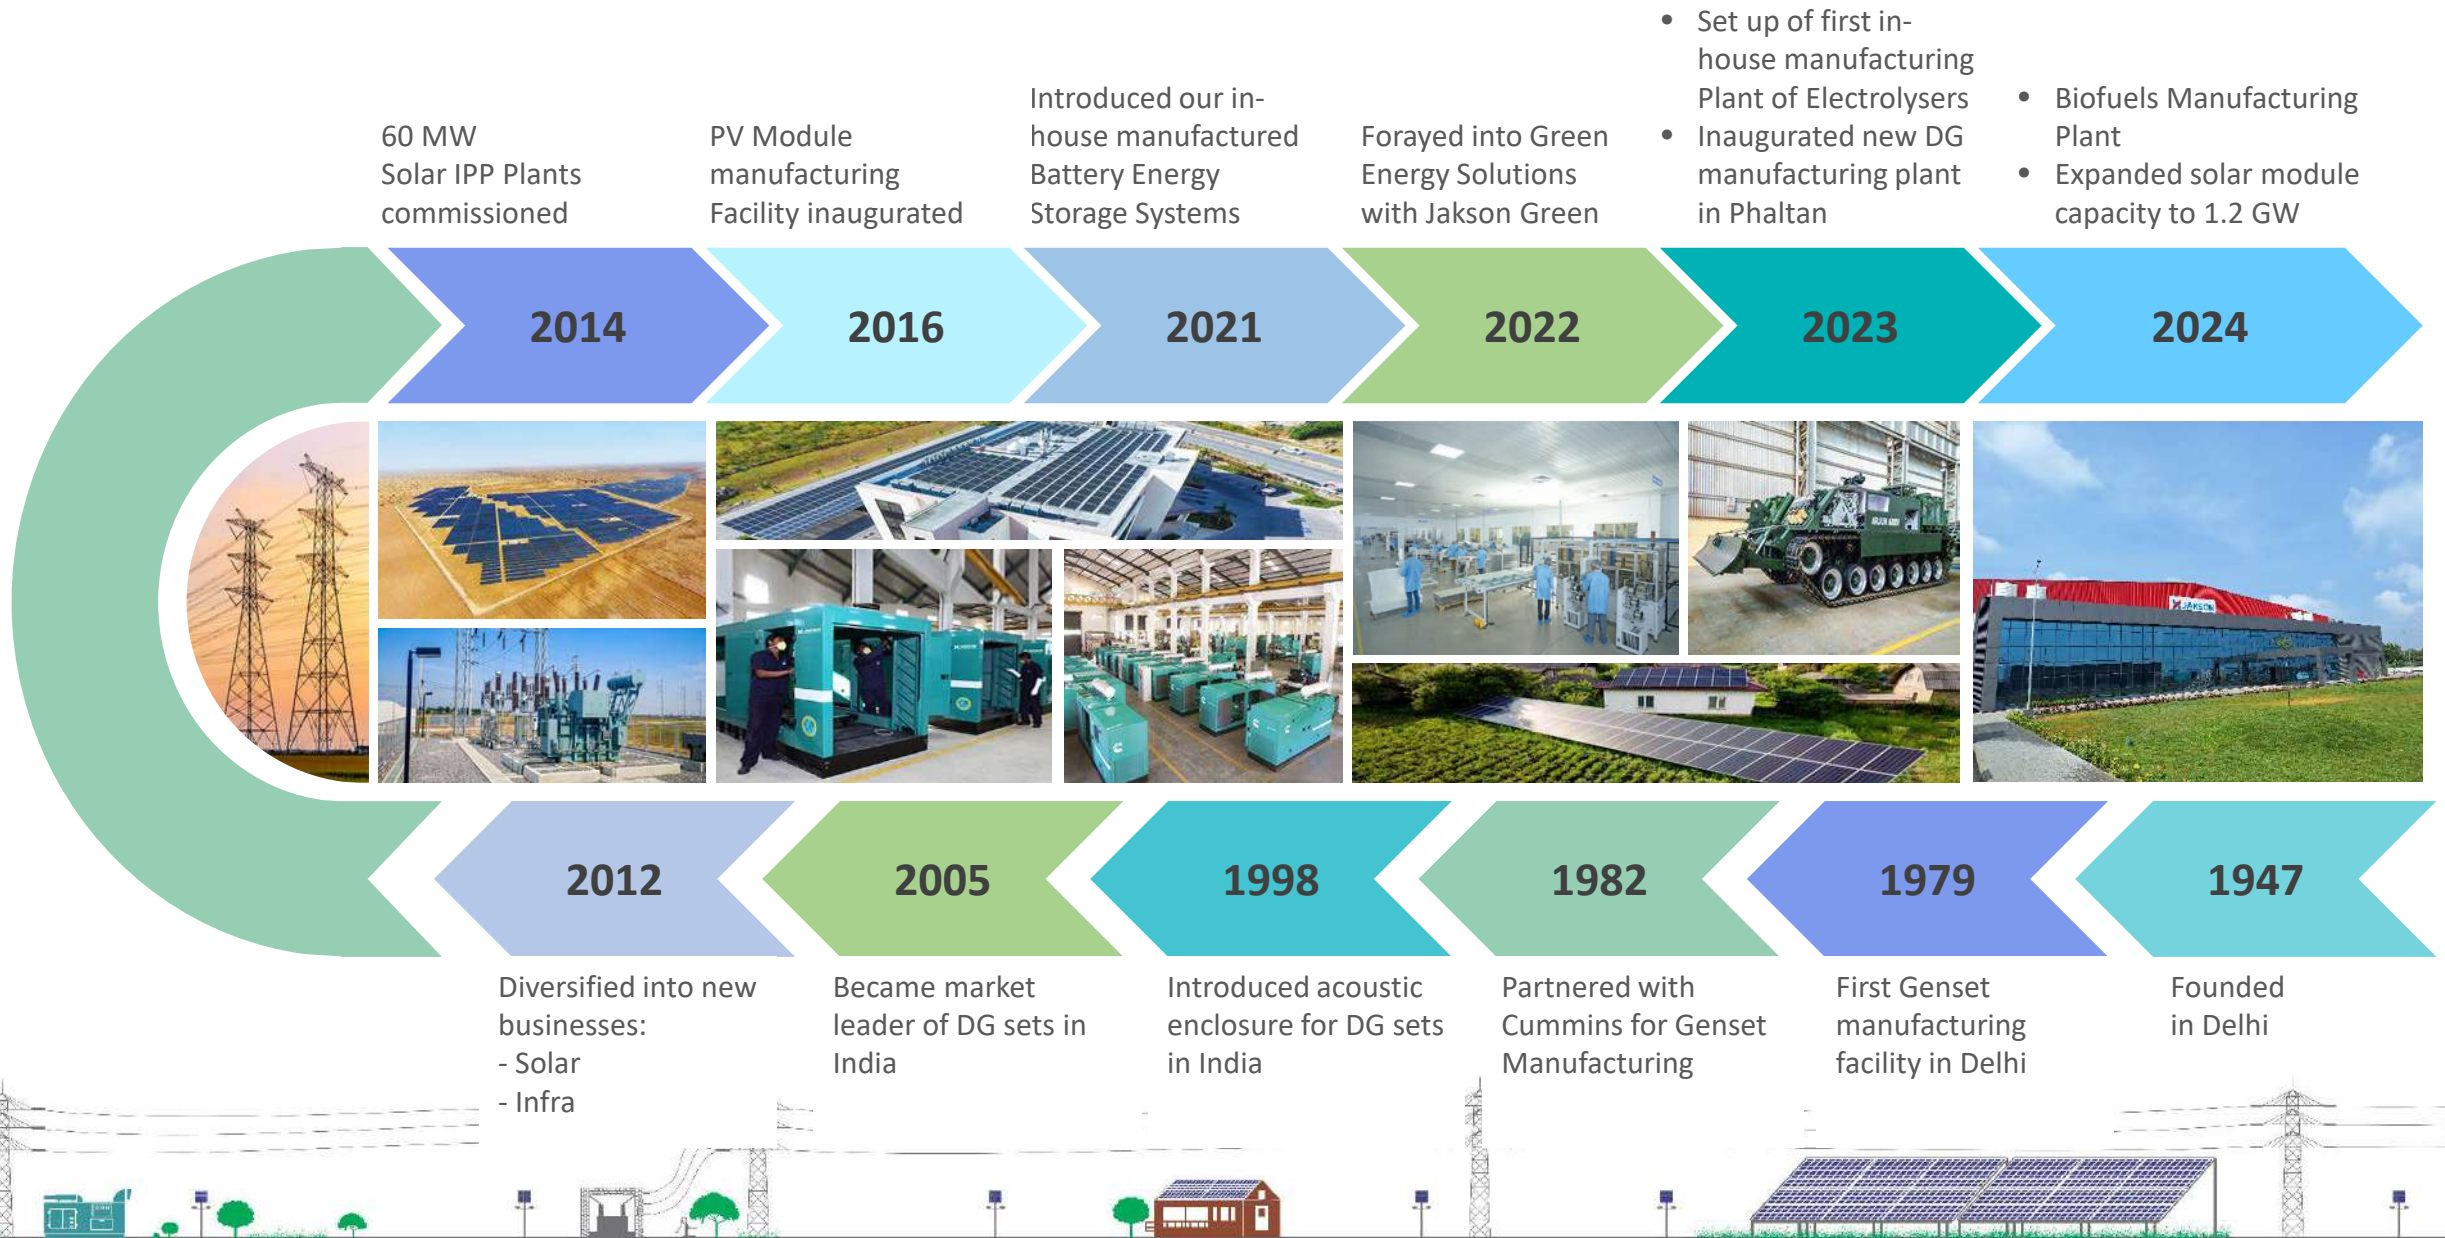 60 MW
Solar IPP Plants
commissioned
PV Module
manufacturing
Facility inaugurated
Introduced our in-
house manufactured
Battery Energy
Storage Systems
Forayed into Green
Energy Solutions
with Jakson Green
• Set up of first in-
house manufacturing
Plant of Electrolysers
• Inaugurated new DG
manufacturing plant
in Phaltan
• Biofuels Manufacturing
Plant
• Expanded solar module
capacity to 1.2 GW
2014
2016
2021
2022
2023
2024
JAKSON
2012
2005
1998
1982
1979
1947
Diversified into new
businesses:
- Solar
- Infra
Became market
leader of DG sets in
India
Introduced acoustic
enclosure for DG sets
in India
Partnered with
Cummins for Genset
Manufacturing
First Genset
manufacturing
facility in Delhi
Founded
in Delhi